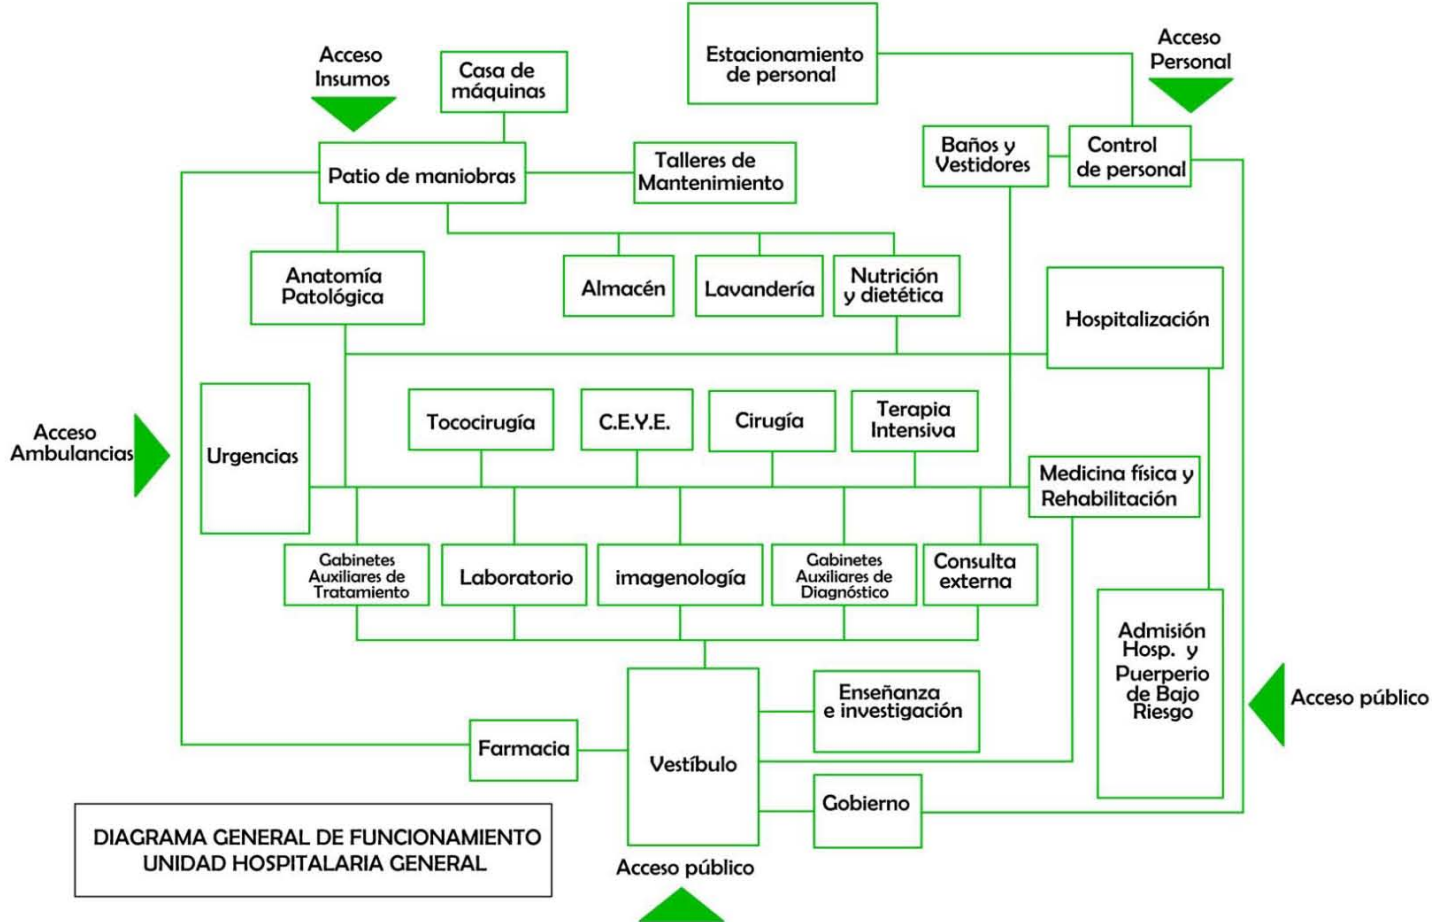 Acceso
Insumos
Casa de
máquinas
Estacionamiento
de personal
Acceso
Personal
Patio de maniobras
Talleres de
Mantenimiento
Baños y
Vestidores
Control
de personal
Anatomía
Patológica
Almacén
Lavandería
Nutrición
y dietética
Hospitalización
Acceso
Ambulancias
Urgencias
Tococirugía
C.E.Y.E.
Cirugía
Terapia
Intensiva
Medicina física y
Rehabilitación
Gabinetes
Auxiliares de
Tratamiento
Laboratorio
imagenología
Gabinetes
Auxiliares de
Diagnóstico
Consulta
externa
Admisión
Hosp. y
Puerperio
de Bajo
Riesgo
Acceso público
Enseñanza
e investigación
Farmacia
Vestíbulo
Gobierno
DIAGRAMA GENERAL DE FUNCIONAMIENTO
UNIDAD HOSPITALARIA GENERAL
Acceso público